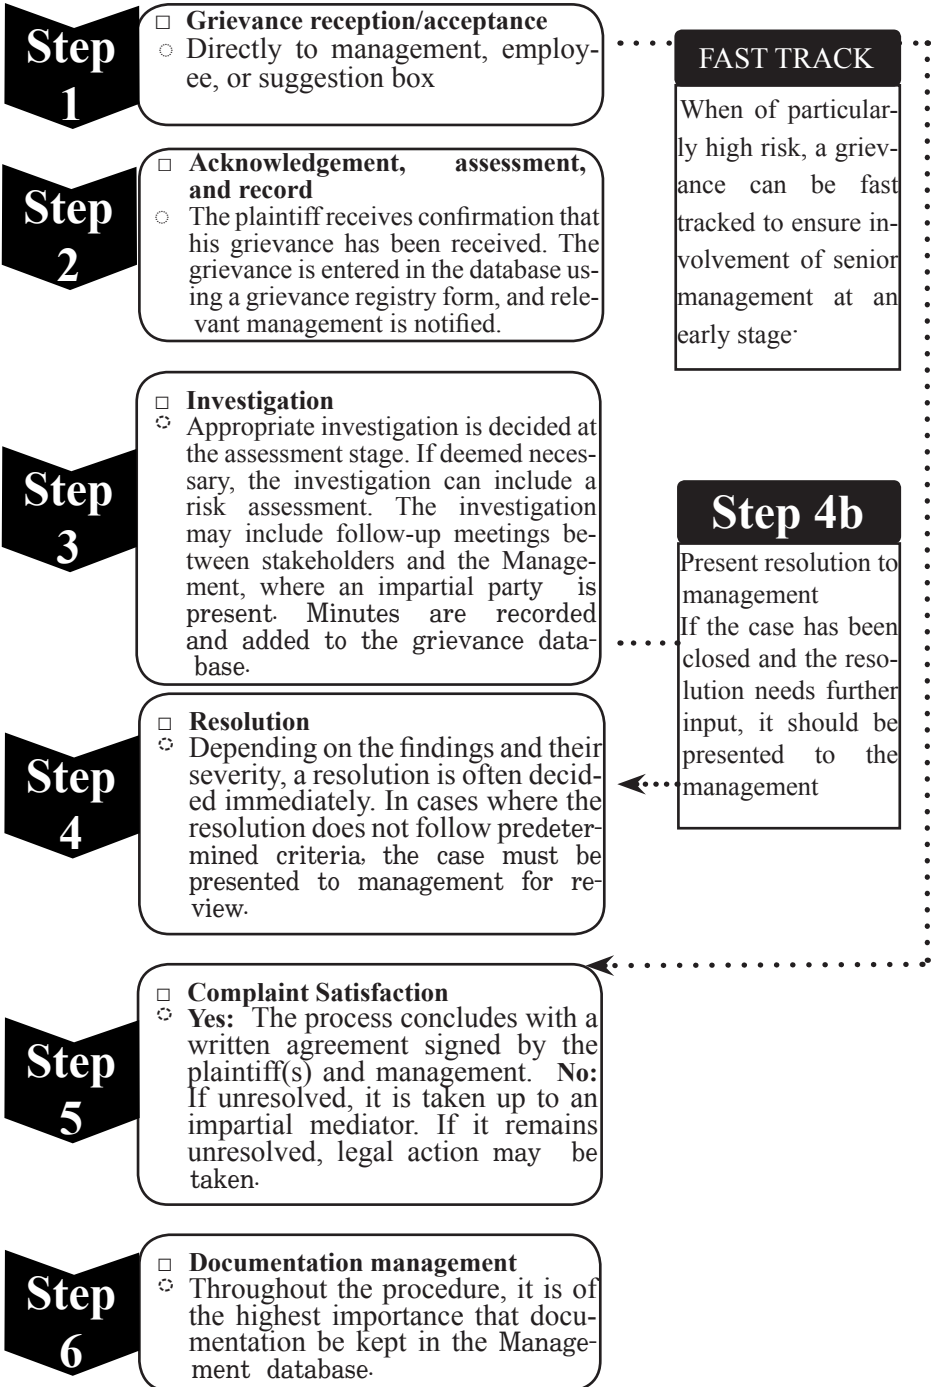 Step
1
□ Grievance reception/acceptance
◌ Directly to management, employ-
ee, or suggestion box
FAST TRACK
When of particular-
ly high risk, a griev-
ance can be fast
tracked to ensure in-
volvement of senior
management at an
early stage.
Step
2
□ Acknowledgement, assessment,
and record
◌ The plaintiff receives confirmation that
his grievance has been received. The
grievance is entered in the database us-
ing a grievance registry form, and rele-
vant management is notified.
Step
3
□ Investigation
◌ Appropriate investigation is decided at
the assessment stage. If deemed neces-
sary, the investigation can include a
risk assessment. The investigation
may include follow-up meetings be-
tween stakeholders and the Manage-
ment, where an impartial party is
present. Minutes are recorded
and added to the grievance data-
base.
Step 4b
Present resolution to
management
If the case has been
closed and the reso-
lution needs further
input, it should be
presented to the
management
Step
4
□ Resolution
◌ Depending on the findings and their
severity, a resolution is often decid-
ed immediately. In cases where the
resolution does not follow predeter-
mined criteria, the case must be
presented to management for re-
view.
Step
5
□ Complaint Satisfaction
◌ Yes: The process concludes with a
written agreement signed by the
plaintiff(s) and management. No:
If unresolved, it is taken up to an
impartial mediator. If it remains
unresolved, legal action may be
taken.
Step
6
□ Documentation management
◌ Throughout the procedure, it is of
the highest importance that docu-
mentation be kept in the Manage-
ment database.